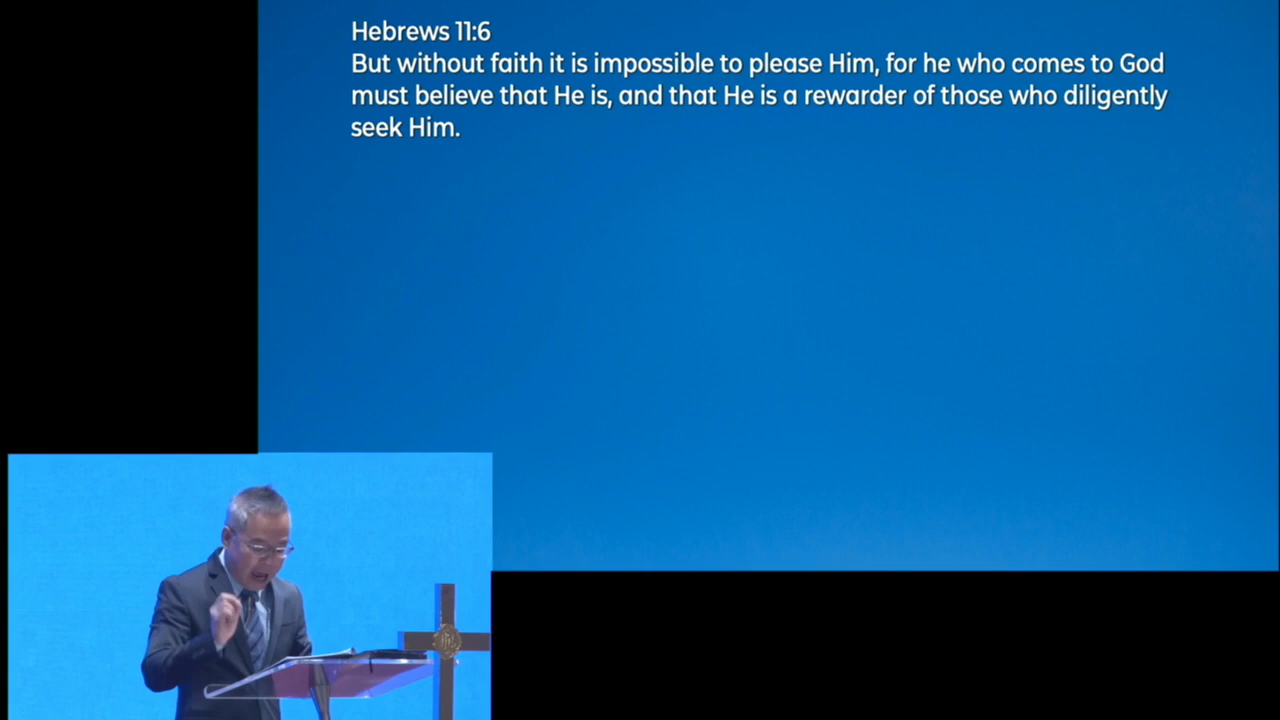 Hebrews 11:6
But without faith it is impossible to please Him, for he who comes to God
must believe that He is, and that He is a rewarder of those who diligently
seek Him.